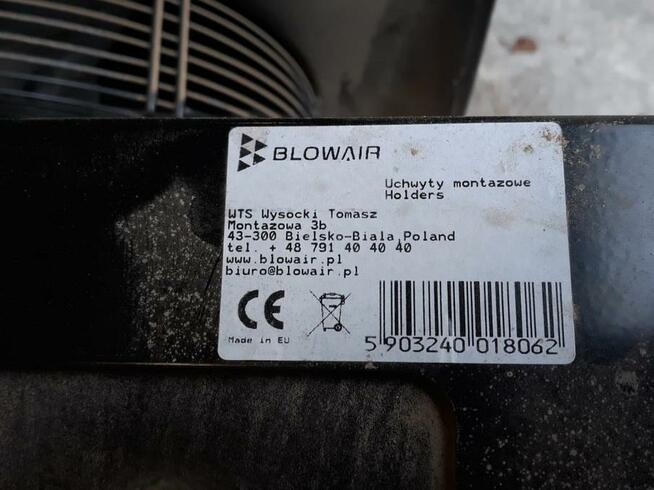 BLOWAIR
Uchwyty montazowe
Holders
WTS Wysocki Tomasz
Montazowa 3b
43-300 Bielsko-Biala,Poland
tel. + 48 791 40 40 40
www.blowair.pl
biuro@blowair.pl
CE
Made in EU
5 903240 018062